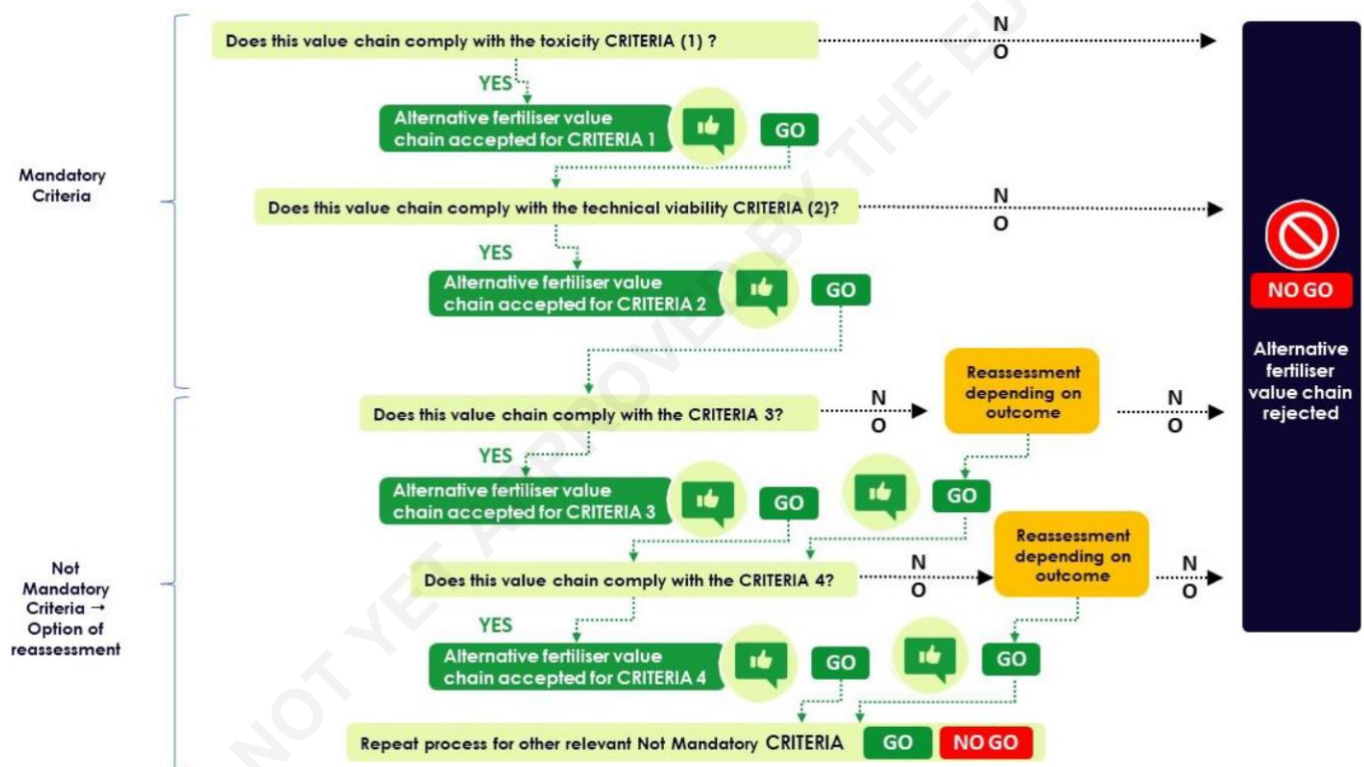 Does this value chain comply with the toxicity CRITERIA (1) ?
N
O
YES
Alternative fertiliser value
chain accepted for CRITERIA 1
GO
Mandatory
Criteria
Does this value chain comply with the technical viability CRITERIA (2)?
N
O
YES
Alternative fertiliser value
chain accepted for CRITERIA 2
GO
NO GO
Alternative
fertiliser
value chain
rejected
Does this value chain comply with the CRITERIA 3?
N
O
Reassessment
depending on
outcome
N
O
YES
Alternative fertiliser value
chain accepted for CRITERIA 3
GO
GO
Not
Mandatory
Criteria →
Option of
reassessment
Does this value chain comply with the CRITERIA 4?
N
O
Reassessment
depending on
outcome
N
O
YES
Alternative fertiliser value
chain accepted for CRITERIA 4
GO
GO
Repeat process for other relevant Not Mandatory CRITERIA GO NO GO
NOT YET APPROVED BY THE EU